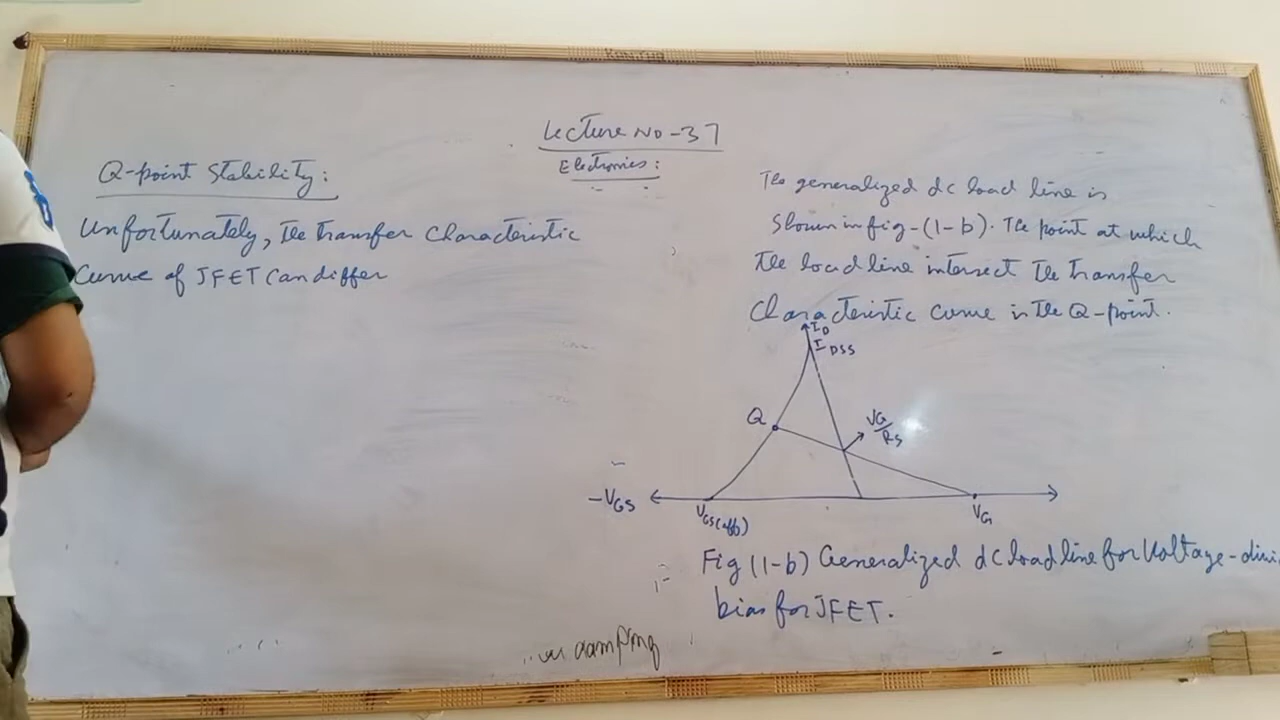 Lecture No-37
Electronics:
Q-point Stability:
Unfortunately, the transfer characteristic
Curve of JFET can differ
The generalized dc load line is
Shown in fig-(1-b). The point at which
the load line intersect the transfer
Characteristic curve is the Q-point.
ID
IDSS
Q
VG/RS
-VGS
VGS(off)
VG
Fig (1-b) Generalized dc load line for Voltage-divi
bias for JFET.